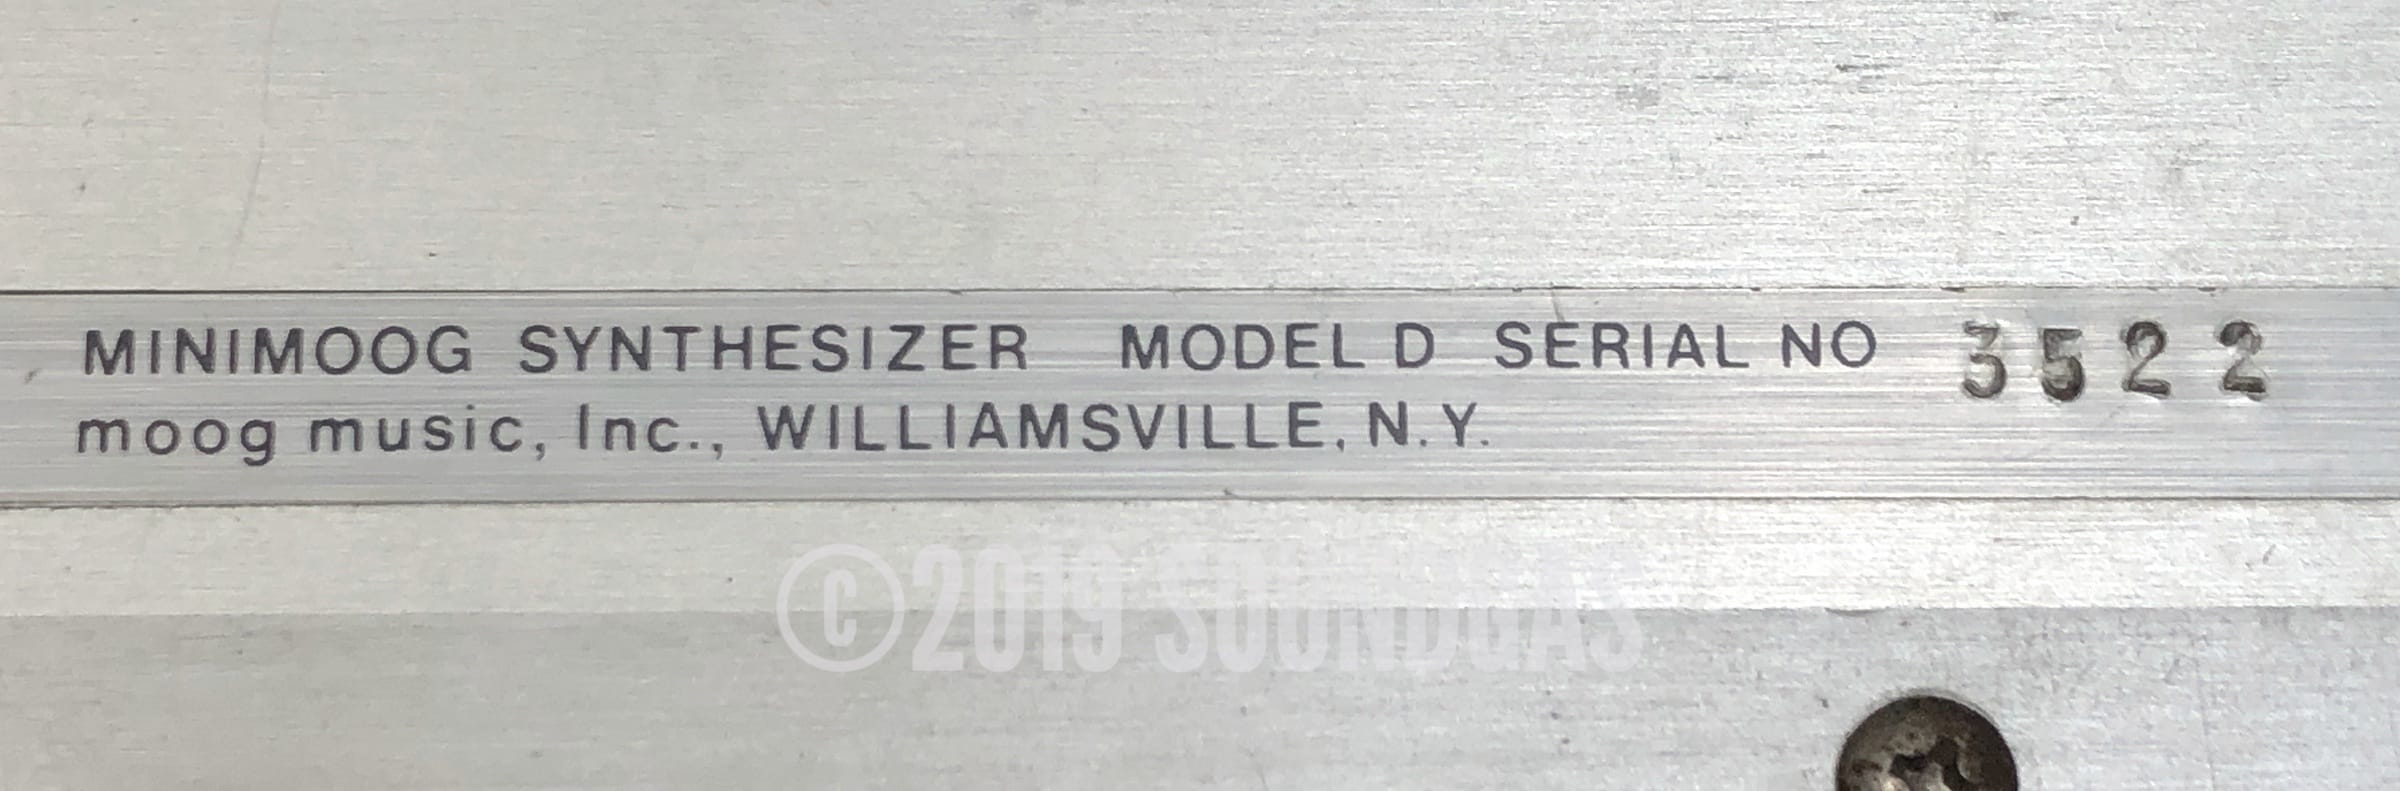 MINIMOOG SYNTHESIZER MODEL D SERIAL NO 3522
moog music, Inc., WILLIAMSVILLE, N.Y.
©2019 SOUNDGAS